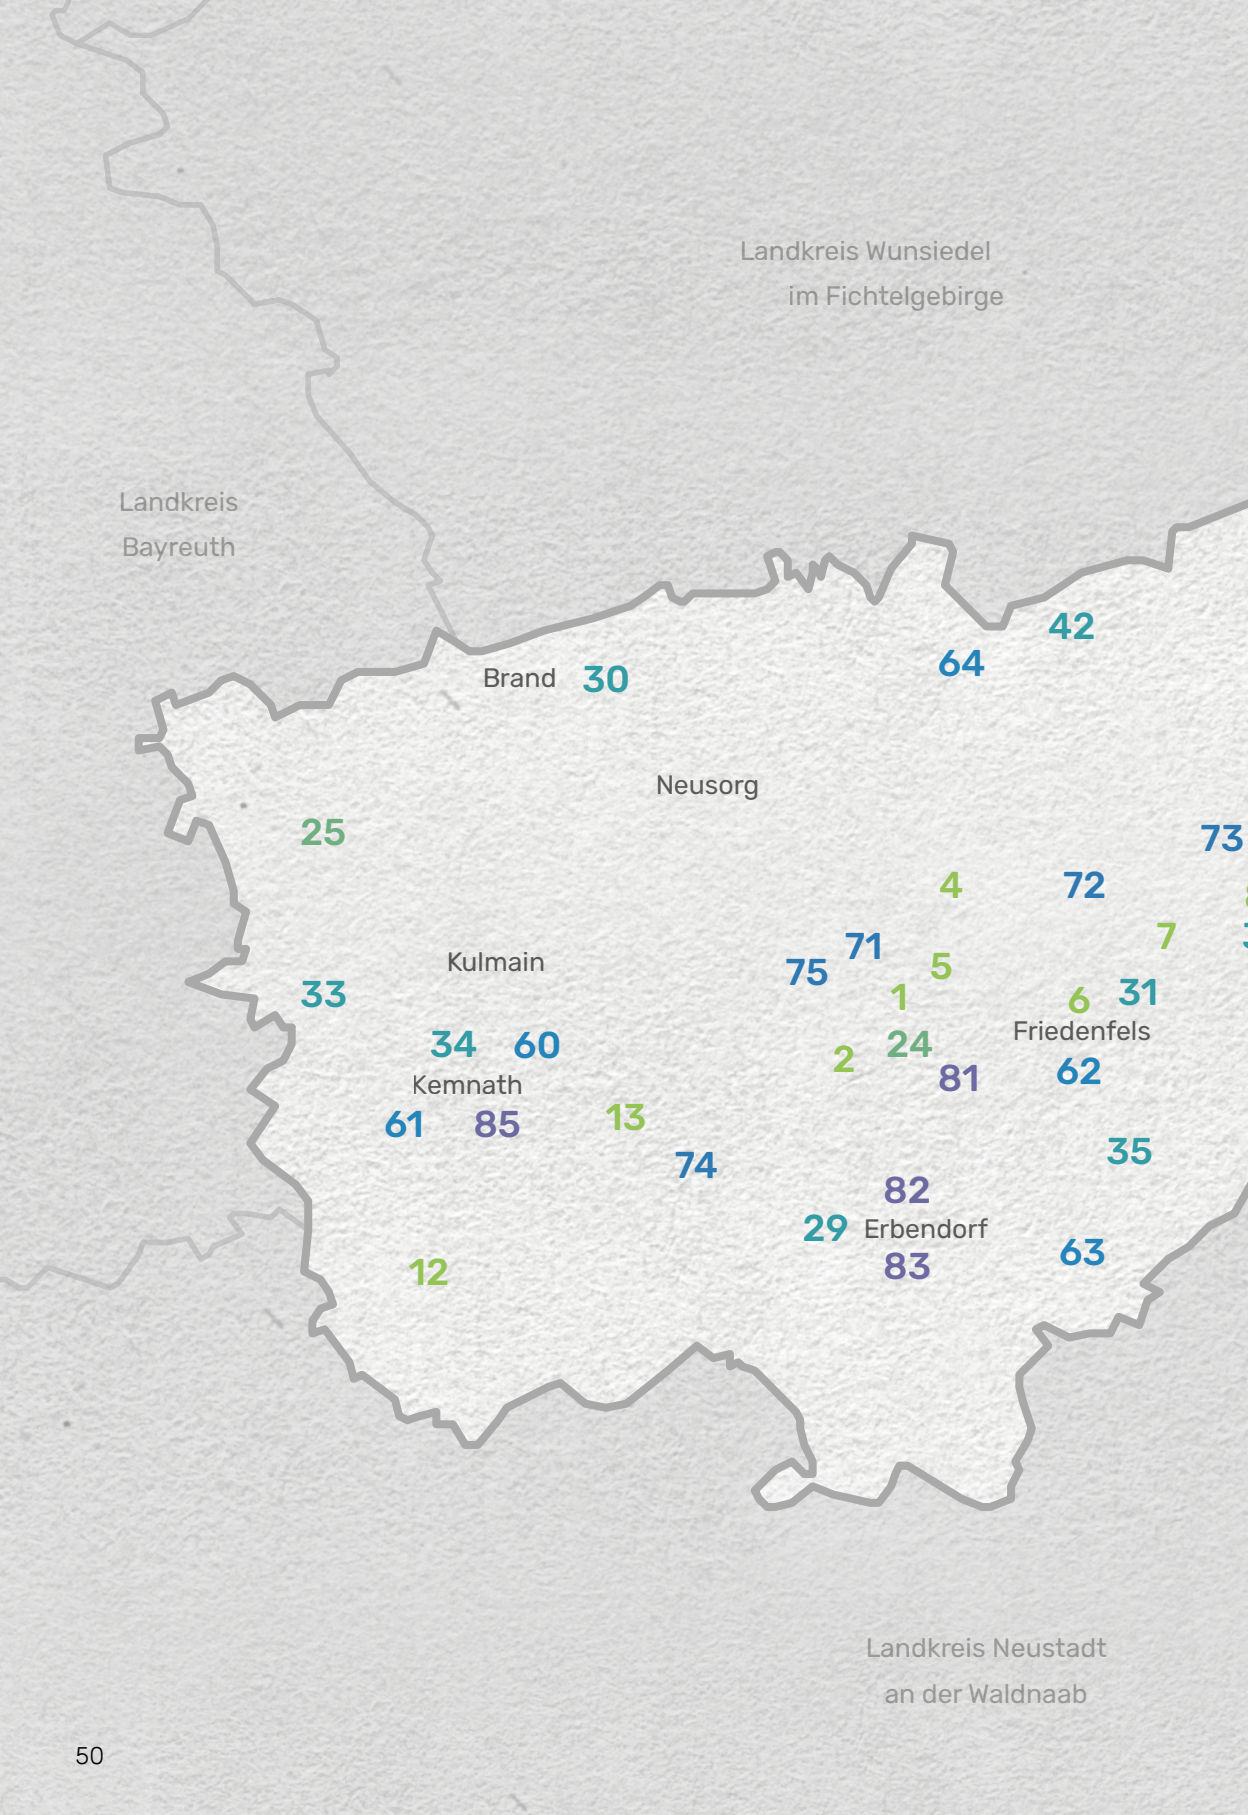 Landkreis Wunsiedel
im Fichtelgebirge
Landkreis
Bayreuth
42
64
Brand 30
Neusorg
25
73
4
72
7
71
75
5
Kulmain
33
1
6
31
Friedenfels
34
60
2
24
62
81
Kemnath
61
85
13
74
35
82
29 Erbendorf
83
63
12
Landkreis Neustadt
an der Waldnaab
50